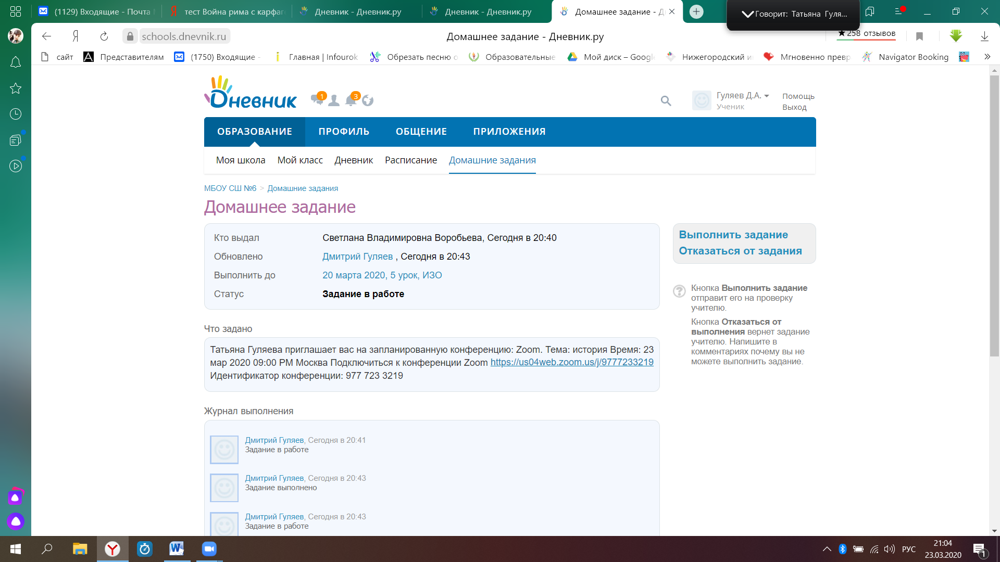 (1129) Входящие - Почта
тест Война рима с карфаг
Дневник - Дневник.ру
Дневник - Дневник.ру
Домашнее задание - Д
Говорит: Татьяна Гуля...
schools.dnevnik.ru
Домашнее задание - Дневник.ру
★258 отзывов
сайт
Представителям
(1750) Входящие -
Главная | Infourok
Обрезать песню о
Образовательные
Мой диск – Google
Нижегородский и
Мгновенно превр
Navigator Booking
»
Дневник
1
3
Гуляев Д.А.
Ученик
Помощь
Выход
ОБРАЗОВАНИЕ
ПРОФИЛЬ
ОБЩЕНИЕ
ПРИЛОЖЕНИЯ
Моя школа
Мой класс
Дневник
Расписание
Домашние задания
МБОУ СШ №6 > Домашние задания
Домашнее задание
Кто выдал Светлана Владимировна Воробьева, Сегодня в 20:40
Обновлено Дмитрий Гуляев , Сегодня в 20:43
Выполнить до 20 марта 2020, 5 урок, ИЗО
Статус Задание в работе
Выполнить задание
Отказаться от задания
Кнопка Выполнить задание
отправит его на проверку
учителю.
Кнопка Отказаться от
выполнения вернет задание
учителю. Напишите в
комментариях почему вы не
можете выполнить задание.
Что задано
Татьяна Гуляева приглашает вас на запланированную конференцию: Zoom. Тема: история Время: 23
мар 2020 09:00 PM Москва Подключиться к конференции Zoom https://us04web.zoom.us/j/9777233219
Идентификатор конференции: 977 723 3219
Журнал выполнения
Дмитрий Гуляев, Сегодня в 20:41
Задание в работе
Дмитрий Гуляев, Сегодня в 20:43
Задание выполнено
Дмитрий Гуляев, Сегодня в 20:43
Задание в работе
РУС
21:04
23.03.2020
1